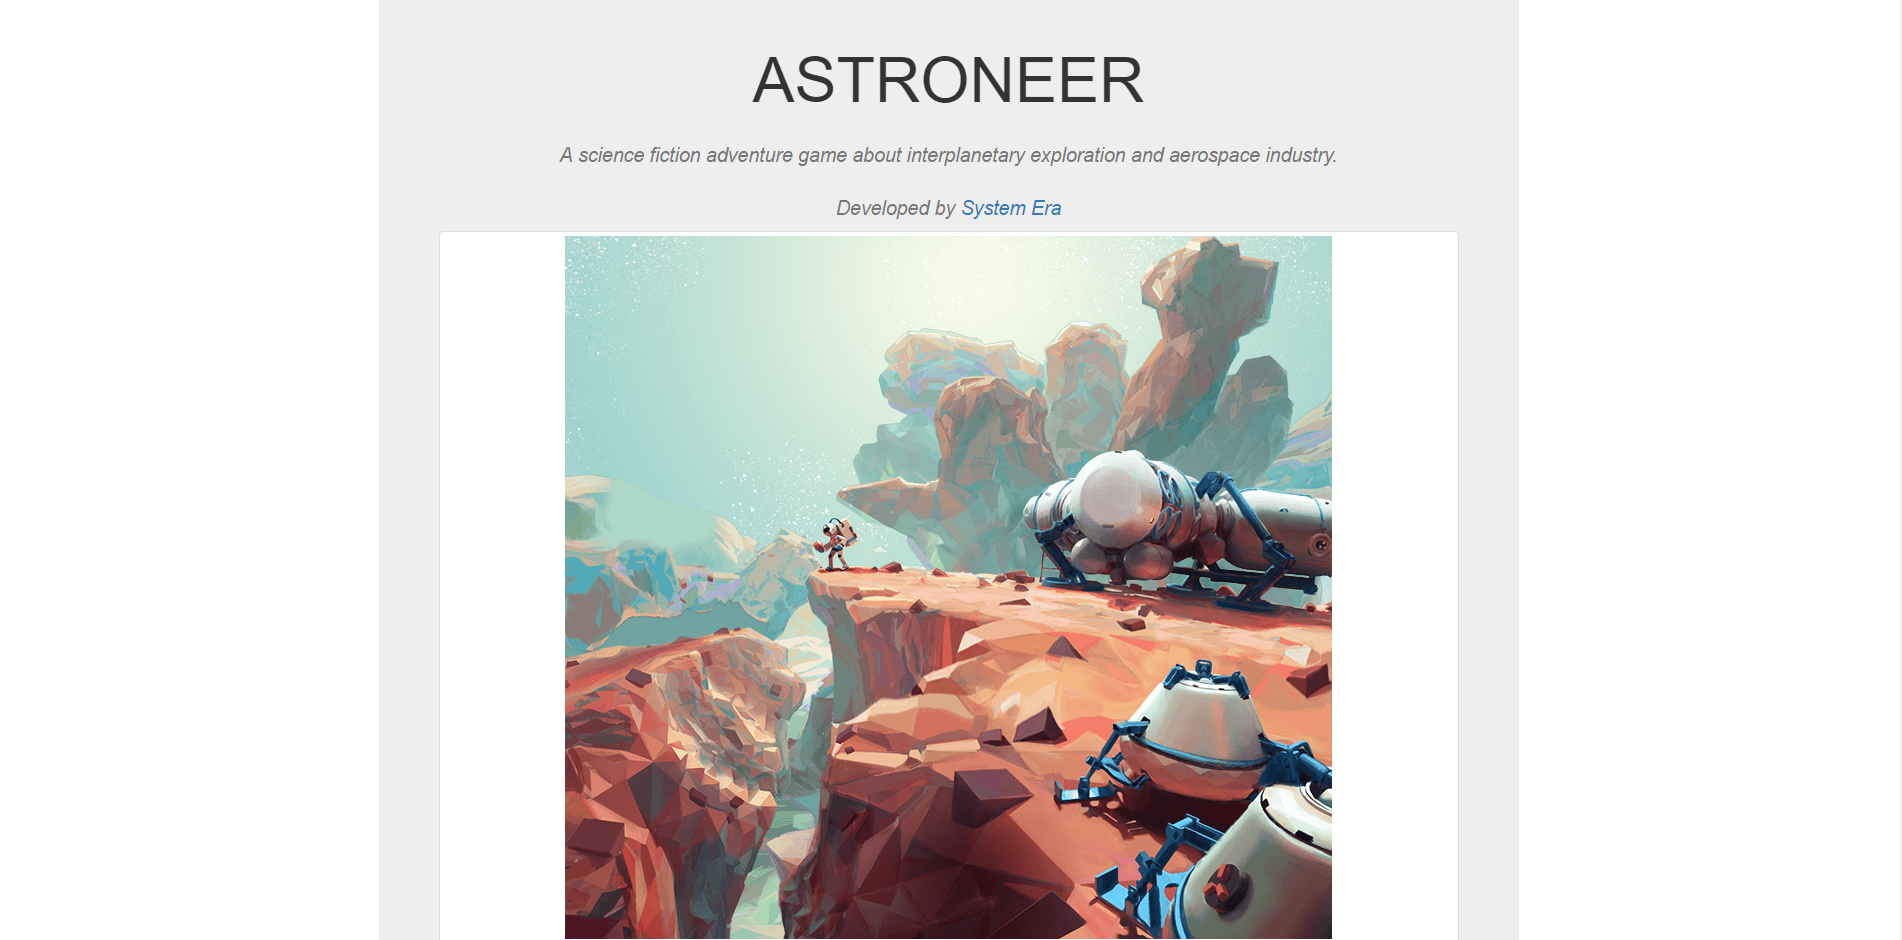 ASTRONEER
A science fiction adventure game about interplanetary exploration and aerospace industry.
Developed by System Era